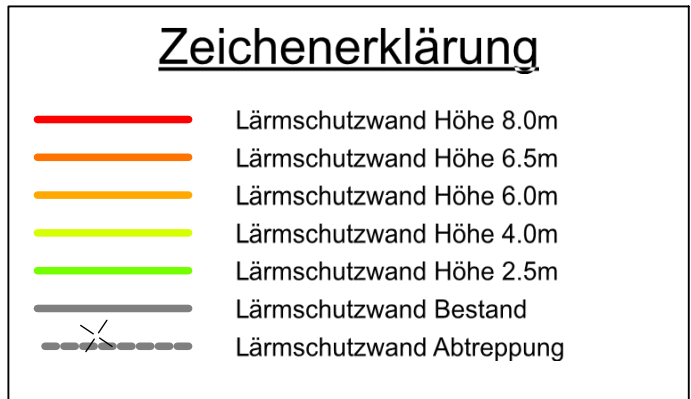 Zeichenerklärung
Lärmschutzwand Höhe 8.0m
Lärmschutzwand Höhe 6.5m
Lärmschutzwand Höhe 6.0m
Lärmschutzwand Höhe 4.0m
Lärmschutzwand Höhe 2.5m
Lärmschutzwand Bestand
Lärmschutzwand Abtreppung